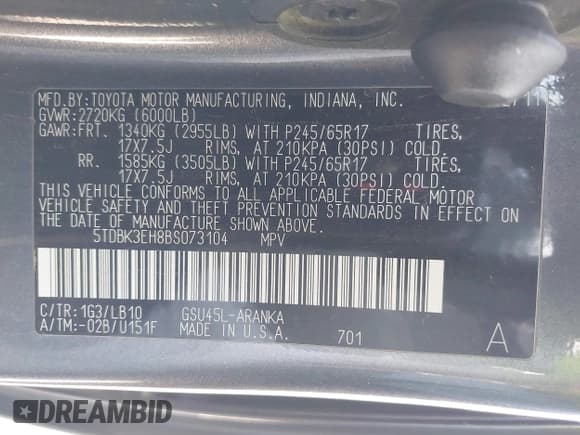 MFD.BY:TOYOTA MOTOR MANUFACTURING, INDIANA, INC.
GVWR:2720KG (6000LB)
GAWR:FRT. 1340KG (2955LB) WITH P245/65R17 TIRES,
17X7.5J RIMS, AT 210KPA (30PSI) COLD.
RR. 1585KG (3505LB) WITH P245/65R17 TIRES,
17X7.5J RIMS, AT 210KPA (30PSI) COLD.
THIS VEHICLE CONFORMS TO ALL APPLICABLE FEDERAL MOTOR
VEHICLE SAFETY AND THEFT PREVENTION STANDARDS IN EFFECT ON
THE DATE OF MANUFACTURE SHOWN ABOVE.
5TDBK3EH8BS073104 MPV
C/TR:1G3/LB10 GSU45L-ARANKA
A/TM:-02B/U151F MADE IN U.S.A. 701 A
DREAMBID